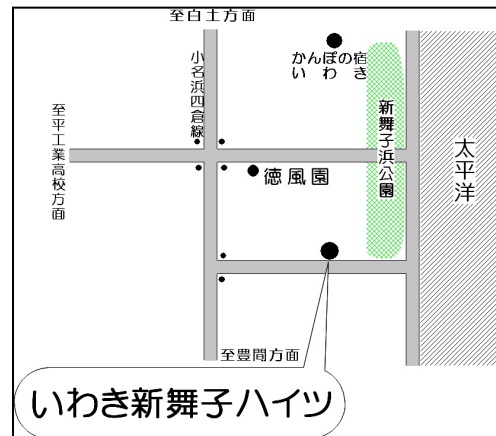 至白土方面
かんぽの宿
いわき
小名浜四倉線
至平工業高校方面
新舞子浜公園
太平洋
徳風園
至豊間方面
いわき新舞子ハイツ